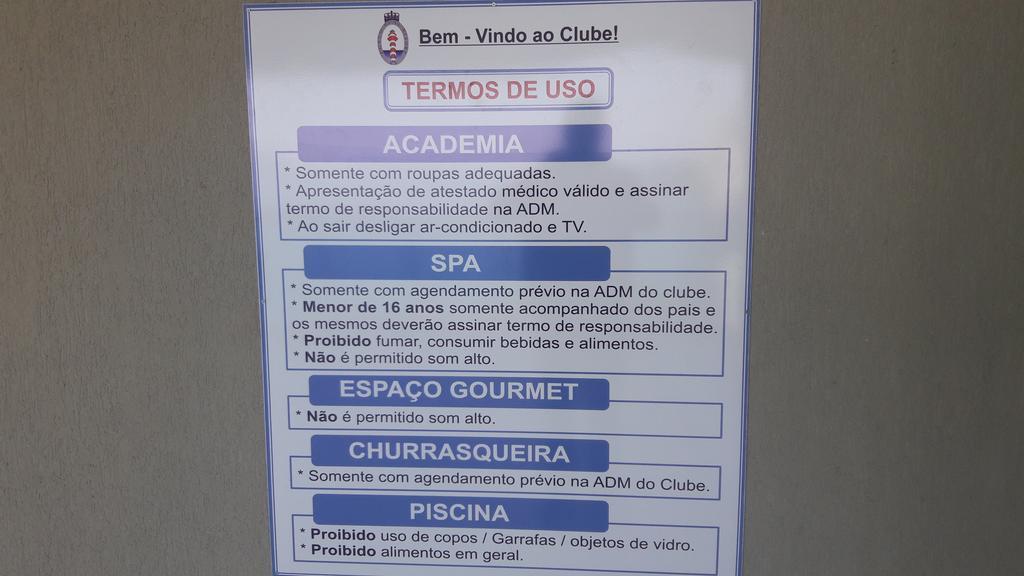 Bem - Vindo ao Clube!
TERMOS DE USO
ACADEMIA
* Somente com roupas adequadas.
* Apresentação de atestado médico válido e assinar
termo de responsabilidade na ADM.
* Ao sair desligar ar-condicionado e TV.
SPA
* Somente com agendamento prévio na ADM do clube.
* Menor de 16 anos somente acompanhado dos pais e
os mesmos deverão assinar termo de responsabilidade.
* Proibido fumar, consumir bebidas e alimentos.
* Não é permitido som alto.
ESPAÇO GOURMET
* Não é permitido som alto.
CHURRASQUEIRA
* Somente com agendamento prévio na ADM do Clube.
PISCINA
* Proibido uso de copos / Garrafas / objetos de vidro.
* Proibido alimentos em geral.